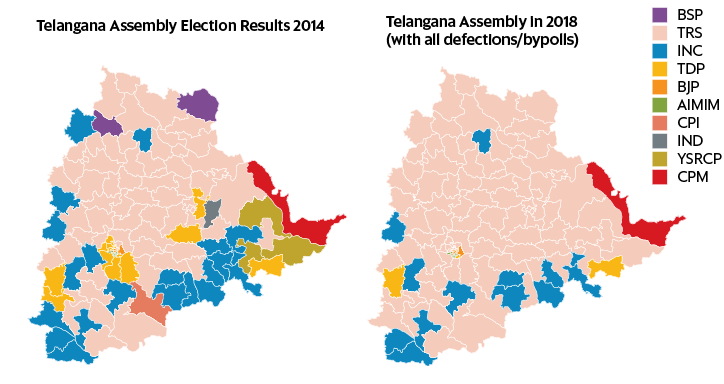 Telangana Assembly Election Results 2014
Telangana Assembly in 2018
(with all defections/bypolls)
BSP
TRS
INC
TDP
BJP
AIMIM
CPI
IND
YSRCP
CPM